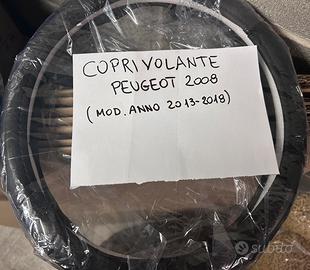 COPRIVOLANTE
PEUGEOT 2008
(MOD. ANNO 2013-2018)
subito